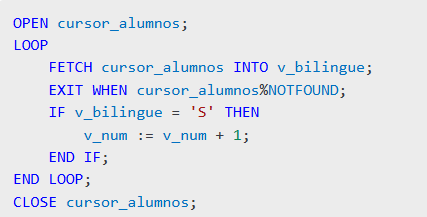 OPEN cursor_alumnos;
LOOP
    FETCH cursor_alumnos INTO v_bilingue;
    EXIT WHEN cursor_alumnos%NOTFOUND;
    IF v_bilingue = 'S' THEN
        v_num := v_num + 1;
    END IF;
END LOOP;
CLOSE cursor_alumnos;